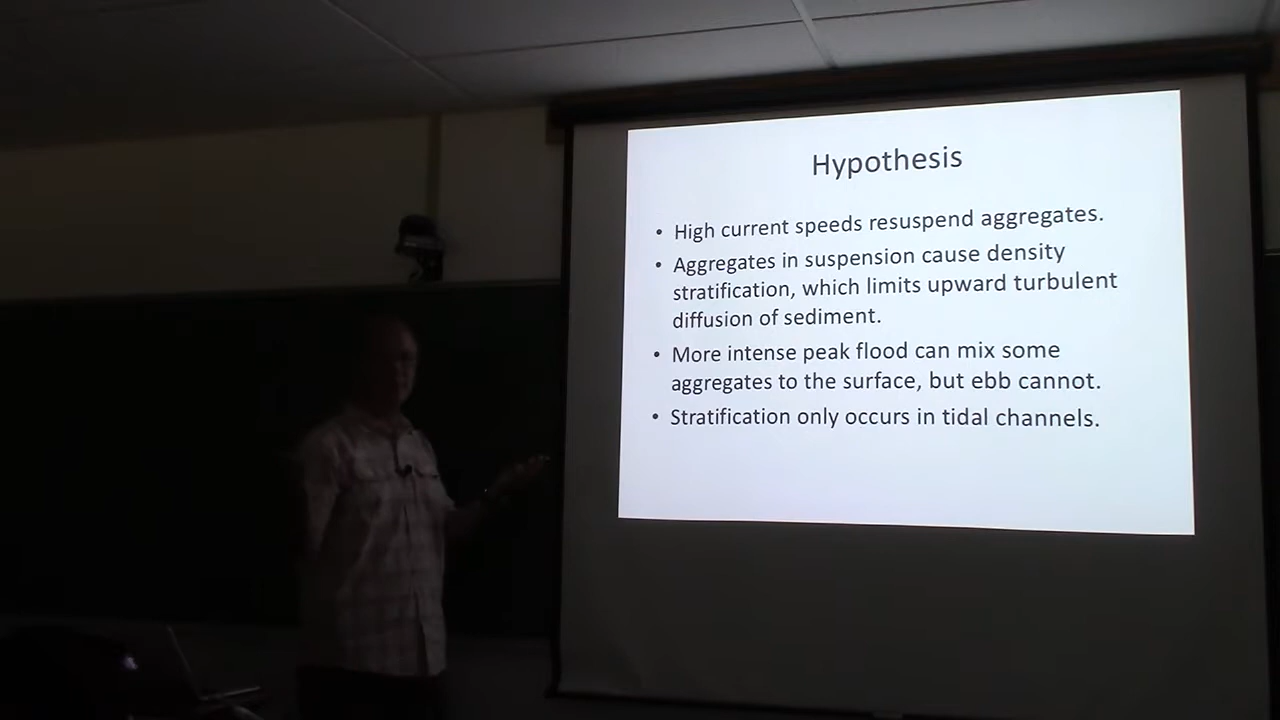 Hypothesis
• High current speeds resuspend aggregates.
• Aggregates in suspension cause density
stratification, which limits upward turbulent
diffusion of sediment.
• More intense peak flood can mix some
aggregates to the surface, but ebb cannot.
• Stratification only occurs in tidal channels.